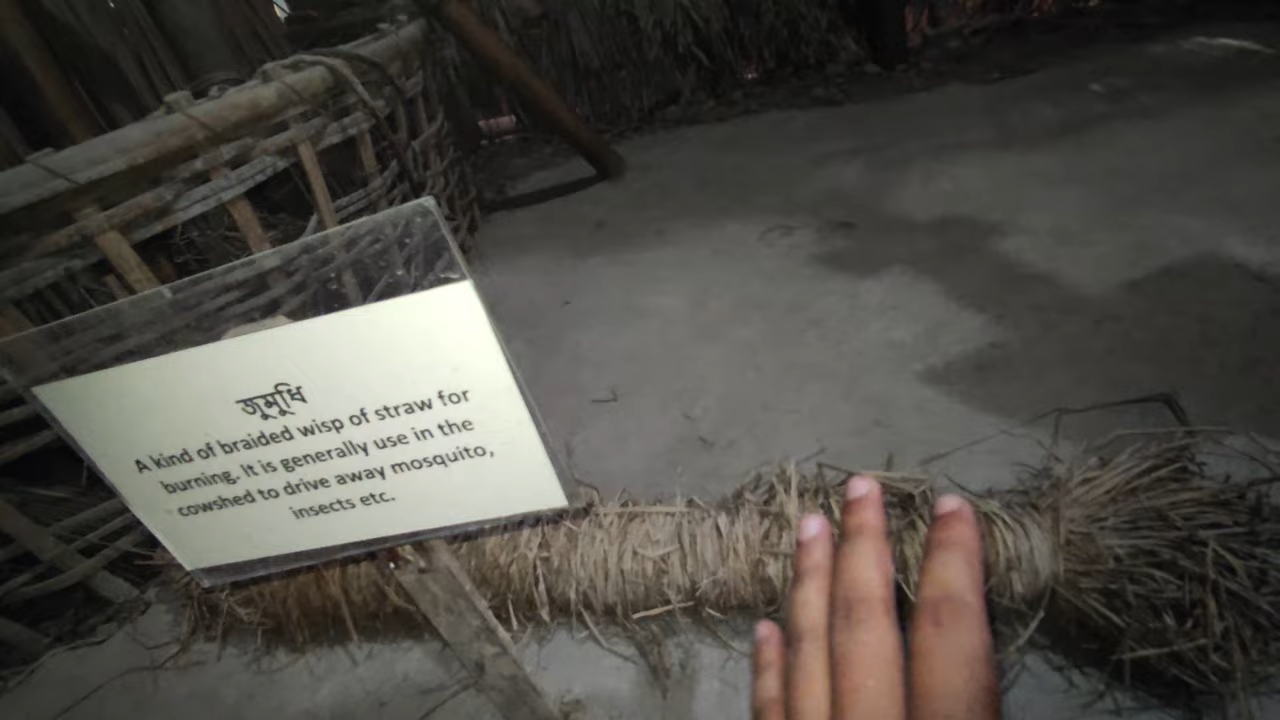 জুমুধি
A kind of braided wisp of straw for
burning. It is generally use in the
cowshed to drive away mosquito,
insects etc.